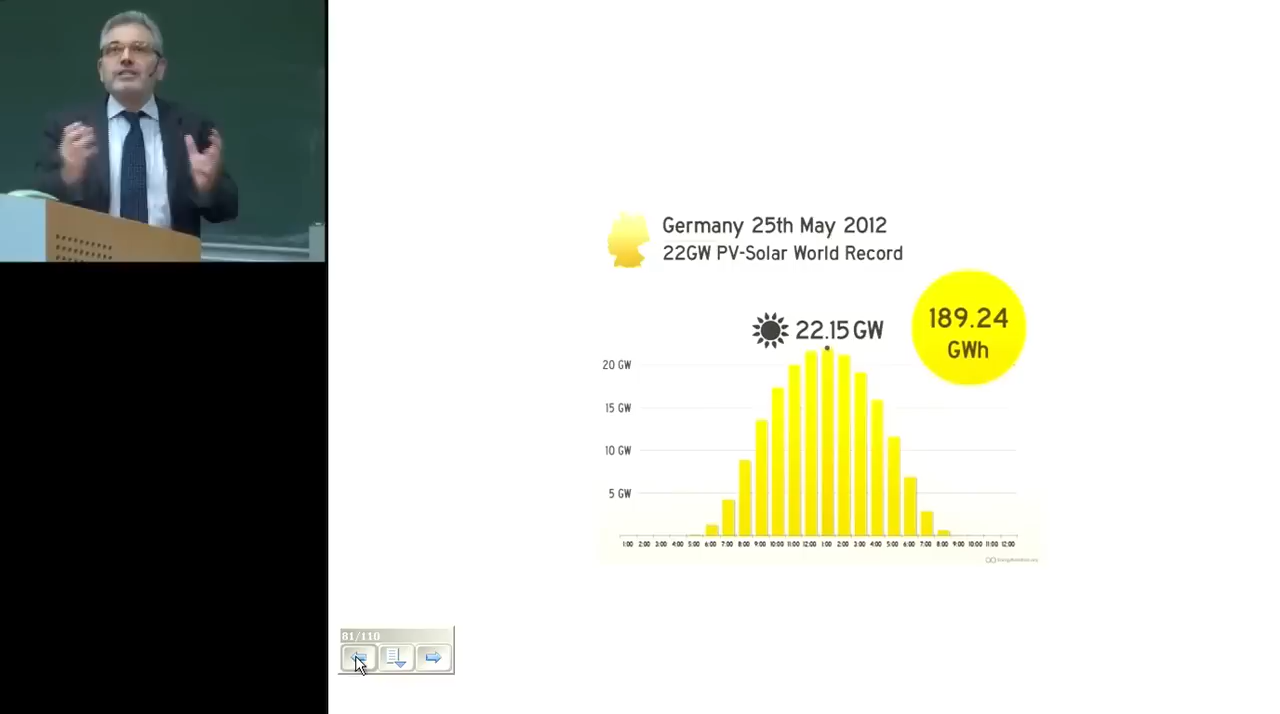 Germany 25th May 2012
22GW PV-Solar World Record
22.15 GW
189.24
GWh
20 GW
15 GW
10 GW
5 GW
1:00 2:00 3:00 4:00 5:00 6:00 7:00 8:00 9:00 10:00 11:00 12:00 1:00 2:00 3:00 4:00 5:00 6:00 7:00 8:00 9:00 10:00 11:00 12:00
81/110